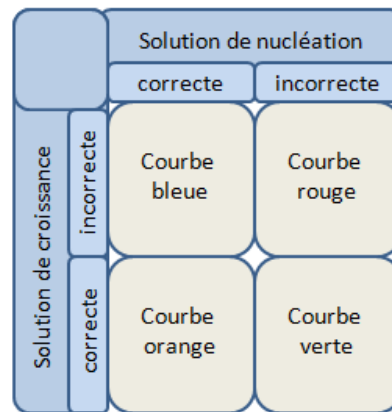 Solution de nucléation
correcte
incorrecte
Solution de croissance
incorrecte
Courbe
bleue
Courbe
rouge
correcte
Courbe
orange
Courbe
verte